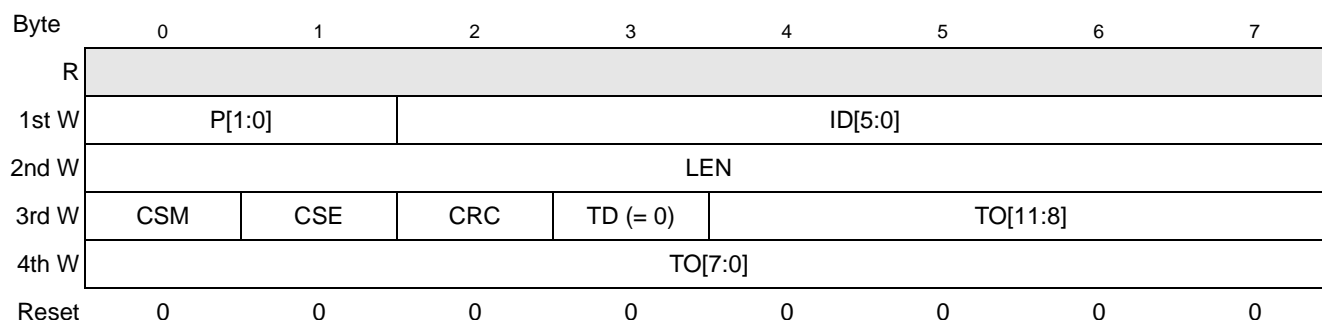 Byte 0 1 2 3 4 5 6 7
R
1st W P[1:0] ID[5:0]
2nd W LEN
3rd W CSM CSE CRC TD (= 0) TO[11:8]
4th W TO[7:0]
Reset 0 0 0 0 0 0 0 0